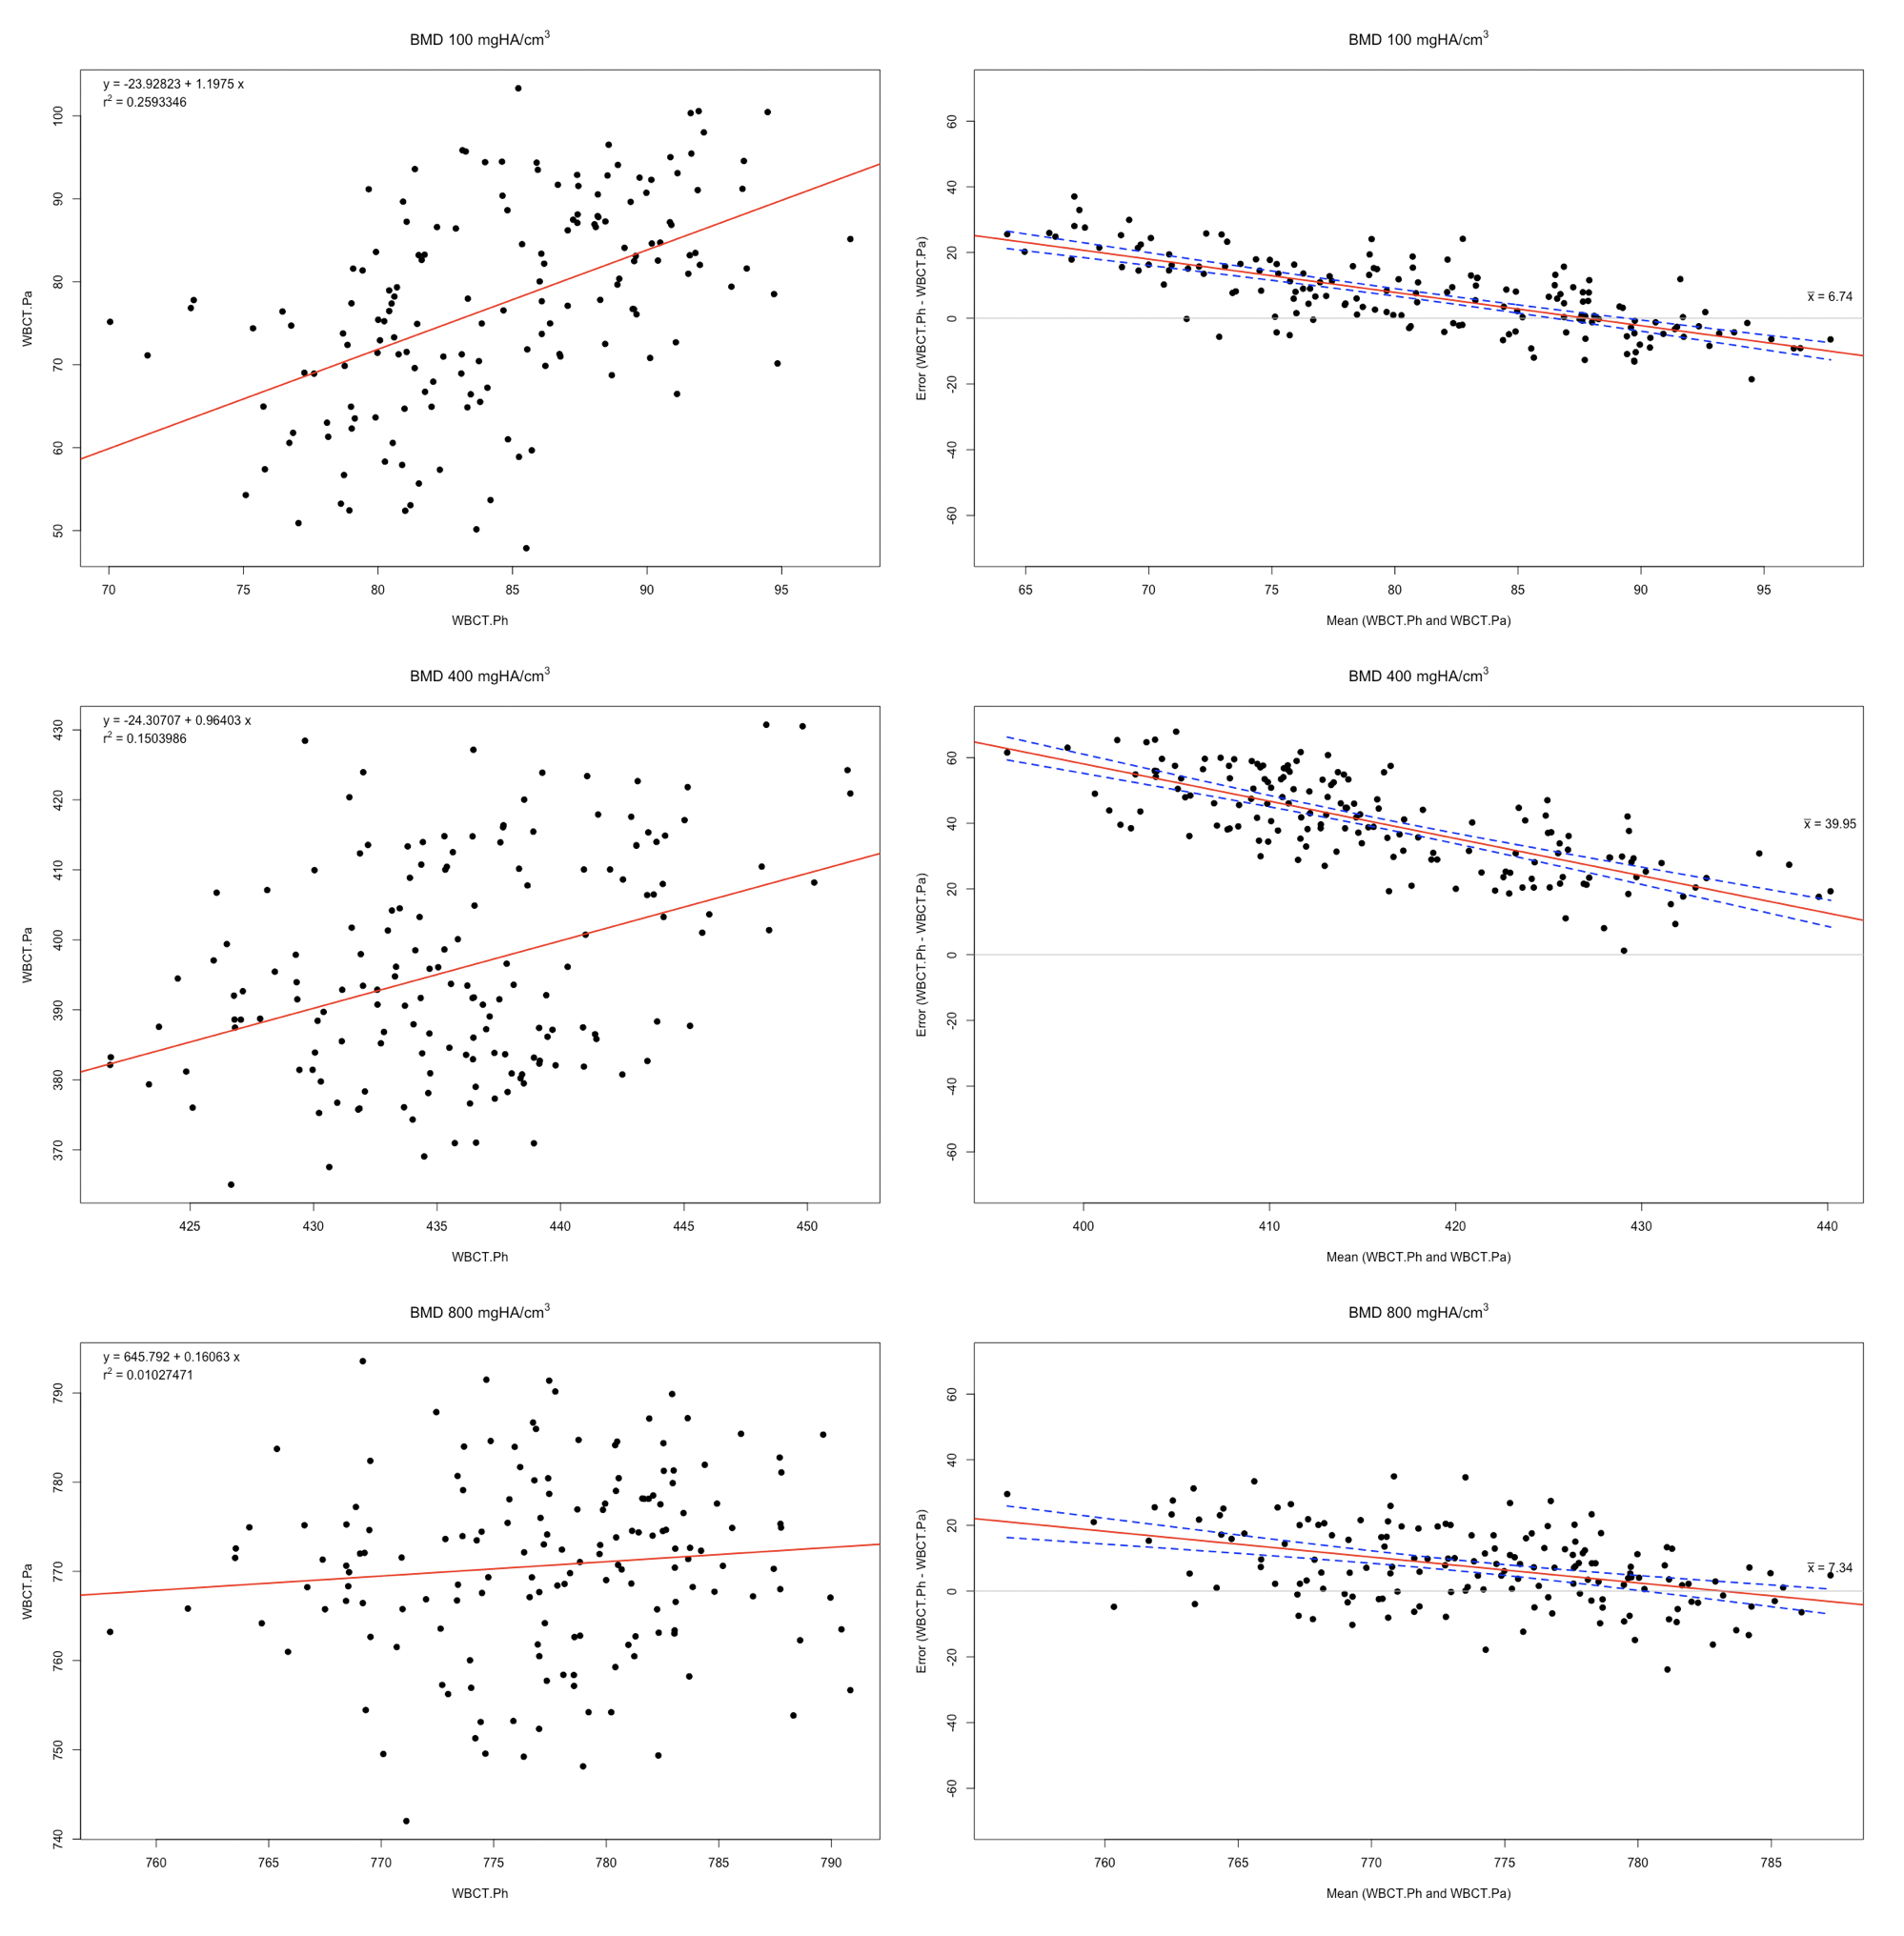 BMD 100 mgHA/cm³
y = -23.92823 + 1.1975 x
r² = 0.2593346
WBCT.Pa
100
90
80
70
60
50
70 75 80 85 90 95
WBCT.Ph
BMD 100 mgHA/cm³
Error (WBCT.Ph - WBCT.Pa)
60
40
20
0
-20
-40
-60
x̅ = 6.74
65 70 75 80 85 90 95
Mean (WBCT.Ph and WBCT.Pa)
BMD 400 mgHA/cm³
y = -24.30707 + 0.96403 x
r² = 0.1503986
WBCT.Pa
430
420
410
400
390
380
370
425 430 435 440 445 450
WBCT.Ph
BMD 400 mgHA/cm³
Error (WBCT.Ph - WBCT.Pa)
60
40
20
0
-20
-40
-60
x̅ = 39.95
400 410 420 430 440
Mean (WBCT.Ph and WBCT.Pa)
BMD 800 mgHA/cm³
y = 645.792 + 0.16063 x
r² = 0.01027471
WBCT.Pa
790
780
770
760
750
740
760 765 770 775 780 785 790
WBCT.Ph
BMD 800 mgHA/cm³
Error (WBCT.Ph - WBCT.Pa)
60
40
20
0
-20
-40
-60
x̅ = 7.34
760 765 770 775 780 785
Mean (WBCT.Ph and WBCT.Pa)